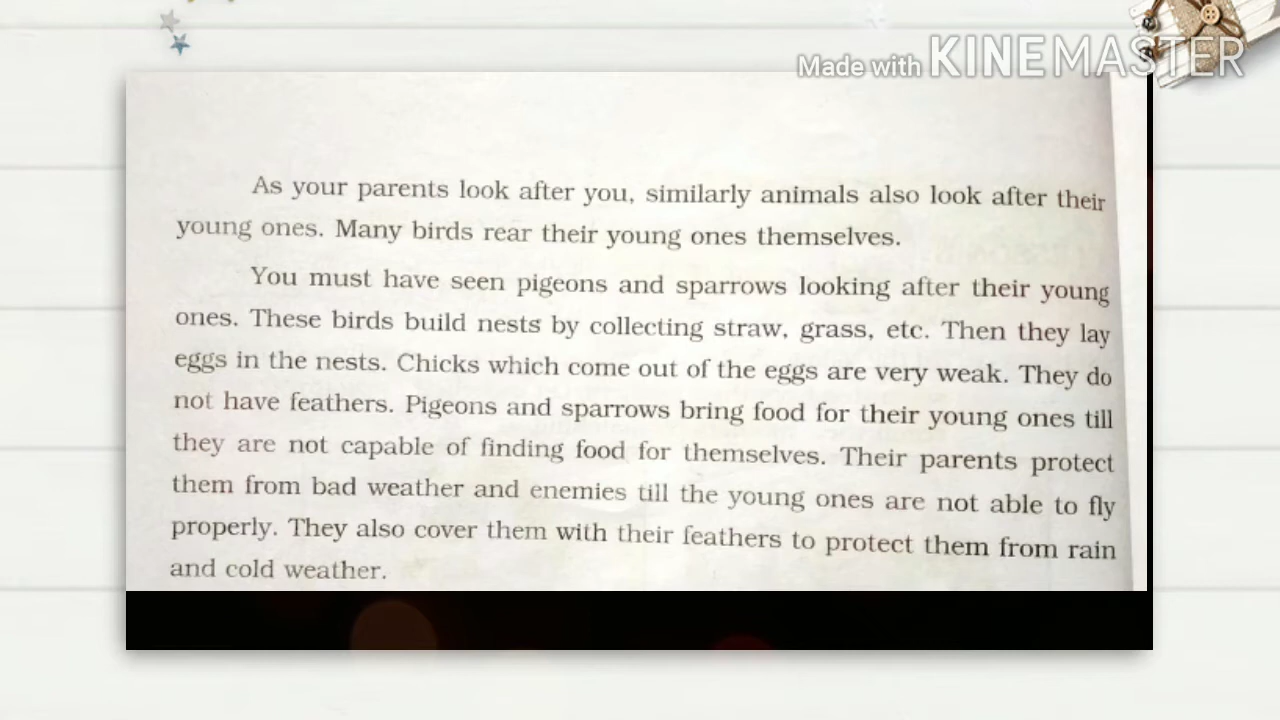 Made with KINEMASTER
As your parents look after you, similarly animals also look after their
young ones. Many birds rear their young ones themselves.
You must have seen pigeons and sparrows looking after their young
ones. These birds build nests by collecting straw, grass, etc. Then they lay
eggs in the nests. Chicks which come out of the eggs are very weak. They do
not have feathers. Pigeons and sparrows bring food for their young ones till
they are not capable of finding food for themselves. Their parents protect
them from bad weather and enemies till the young ones are not able to fly
properly. They also cover them with their feathers to protect them from rain
and cold weather.